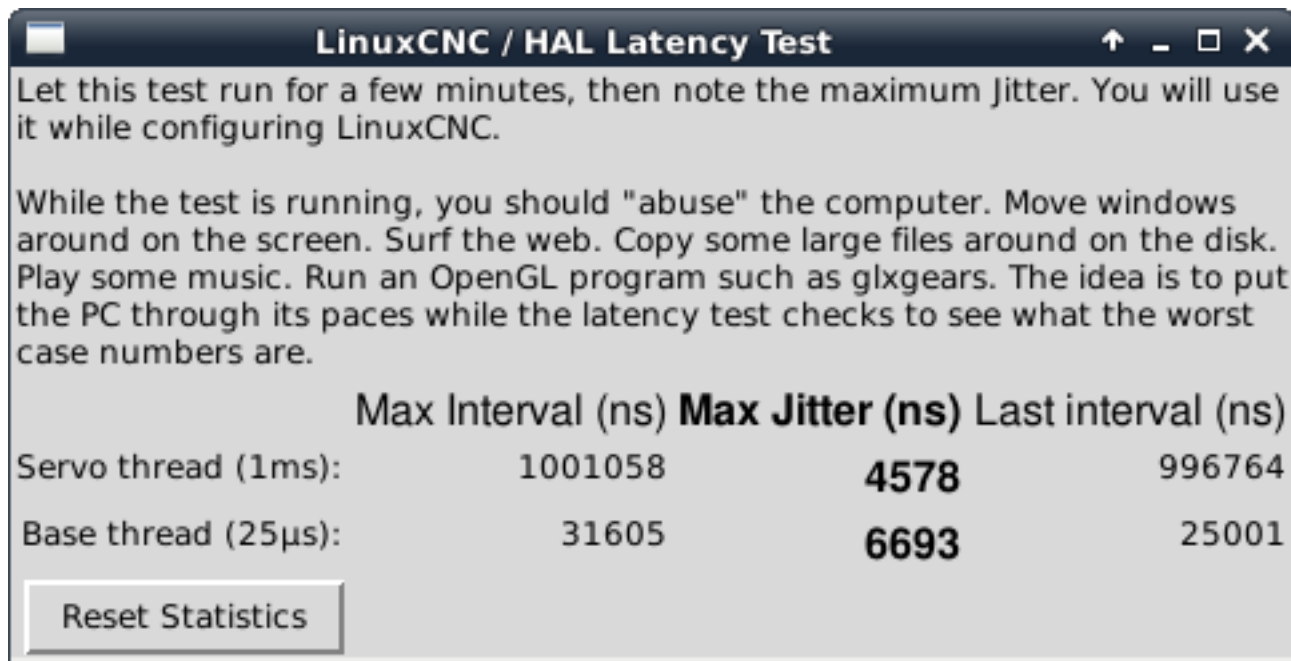 LinuxCNC / HAL Latency Test
Let this test run for a few minutes, then note the maximum Jitter. You will use
it while configuring LinuxCNC.
While the test is running, you should "abuse" the computer. Move windows
around on the screen. Surf the web. Copy some large files around on the disk.
Play some music. Run an OpenGL program such as glxgears. The idea is to put
the PC through its paces while the latency test checks to see what the worst
case numbers are.
Max Interval (ns) Max Jitter (ns) Last interval (ns)
Servo thread (1ms): 1001058 4578 996764
Base thread (25µs): 31605 6693 25001
Reset Statistics